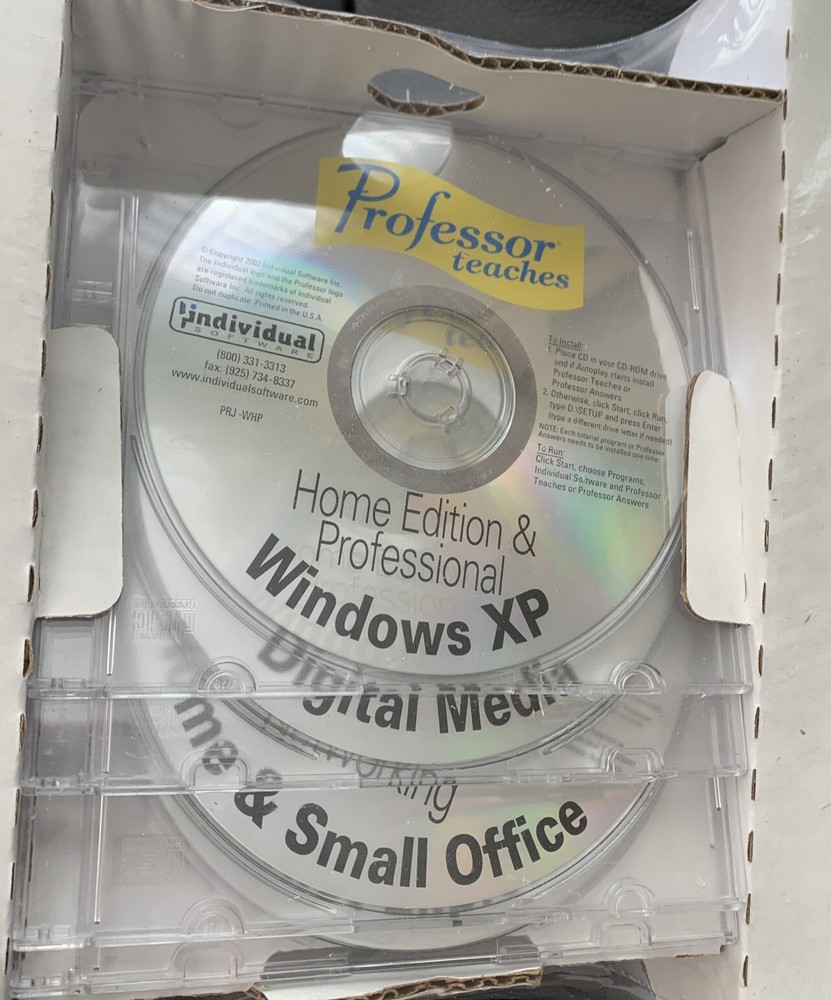 Professor
teaches
© Copyright 2002 Individual Software Inc.
The Individual logo and the Professor logo
are registered trademarks of Individual
Software Inc. All rights reserved.
Do not duplicate. Printed in the U.S.A
individual
SOFTWARE
(800) 331-3313
fax: (925) 734-8337
www.individualsoftware.com
PRJ -WHP
To Install:
1. Place CD in your CD-ROM drive
and if Autoplay starts install
Professor Teaches or
Professor Answers
2. Otherwise, click Start, click Run,
type D:\SETUP and press Enter
(type a different drive letter if needed)
NOTE: Each tutorial program or Professor
Answers needs to be installed one time
To Run:
Click Start, choose Programs,
Individual Software and Professor
Teaches or Professor Answers
Home Edition &
Professional
Windows XP
Digital Media
Networking
& Small Office